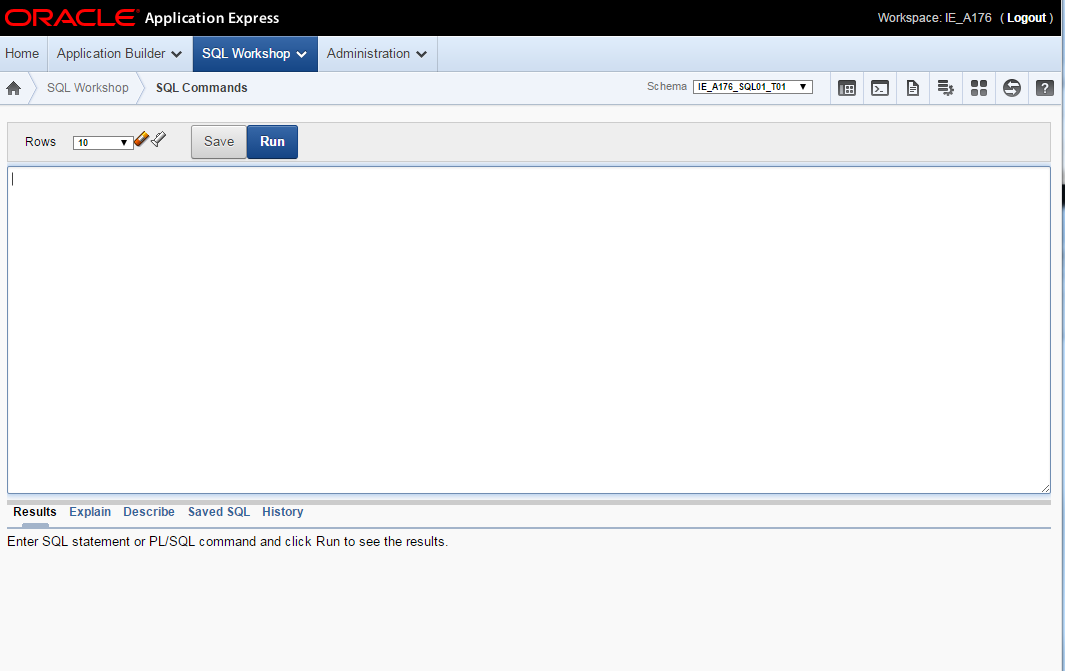 ORACLE Application Express
Workspace: IE_A176 ( Logout )
Home Application Builder SQL Workshop Administration
SQL Workshop SQL Commands Schema IE_A176_SQL01_T01
Rows 10 Save Run
Results Explain Describe Saved SQL History
Enter SQL statement or PL/SQL command and click Run to see the results.